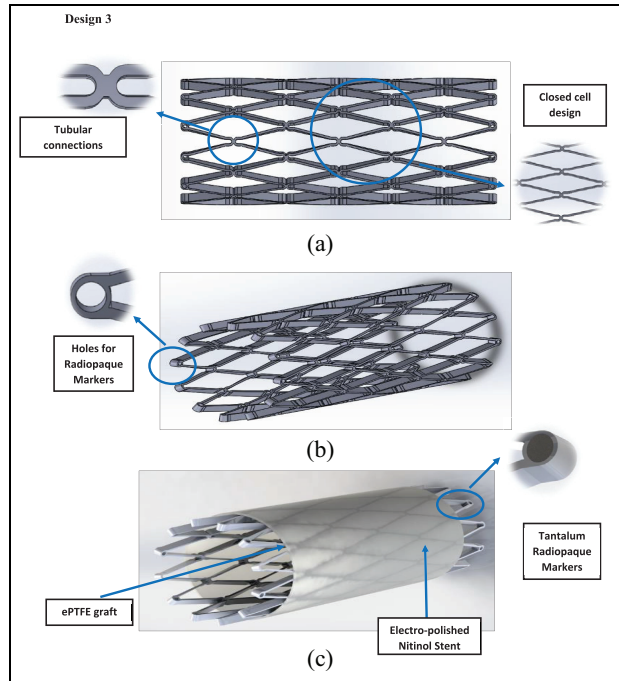 Design 3
Tubular
connections
Closed cell
design
(a)
Holes for
Radiopaque
Markers
(b)
Tantalum
Radiopaque
Markers
ePTFE graft
Electro-polished
Nitinol Stent
(c)